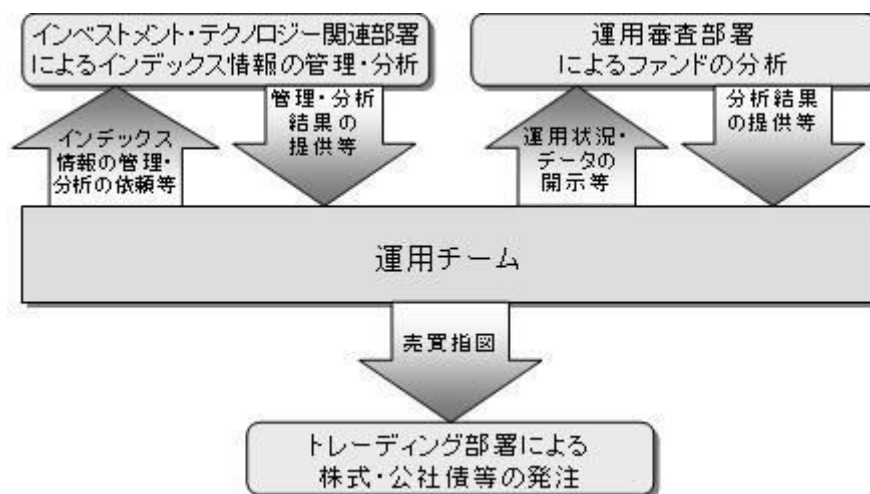 インベストメント・テクノロジー関連部署
によるインデックス情報の管理・分析
運用審査部署
によるファンドの分析
インデックス
情報の管理・
分析の依頼等
管理・分析
結果の
提供等
運用状況・
データの
開示等
分析結果
の提供等
運用チーム
売買指図
トレーディング部署による
株式・公社債等の発注